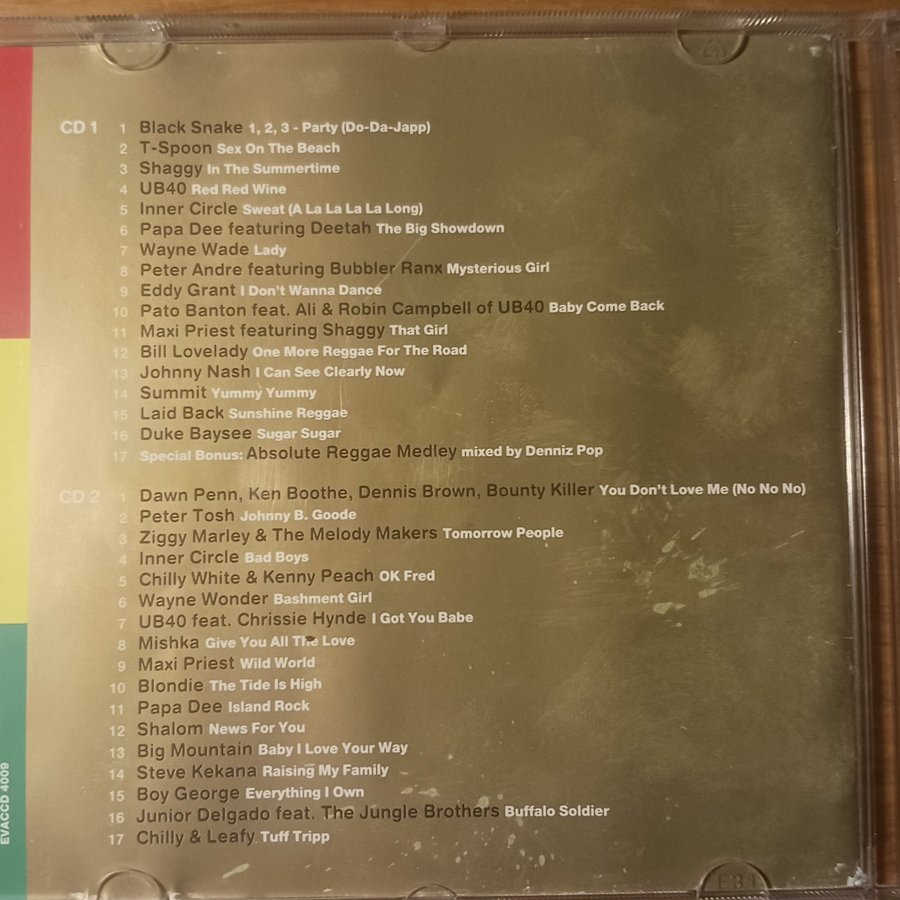 CD 1 1 Black Snake 1, 2, 3 - Party (Do-Da-Japp)
2 T-Spoon Sex On The Beach
3 Shaggy In The Summertime
4 UB40 Red Red Wine
5 Inner Circle Sweat (A La La La La Long)
6 Papa Dee featuring Deetah The Big Showdown
7 Wayne Wade Lady
8 Peter Andre featuring Bubbler Ranx Mysterious Girl
9 Eddy Grant I Don't Wanna Dance
10 Pato Banton feat. Ali & Robin Campbell of UB40 Baby Come Back
11 Maxi Priest featuring Shaggy That Girl
12 Bill Lovelady One More Reggae For The Road
13 Johnny Nash I Can See Clearly Now
14 Summit Yummy Yummy
15 Laid Back Sunshine Reggae
16 Duke Baysee Sugar Sugar
17 Special Bonus: Absolute Reggae Medley mixed by Denniz Pop
CD 2 1 Dawn Penn, Ken Boothe, Dennis Brown, Bounty Killer You Don't Love Me (No No No)
2 Peter Tosh Johnny B. Goode
3 Ziggy Marley & The Melody Makers Tomorrow People
4 Inner Circle Bad Boys
5 Chilly White & Kenny Peach OK Fred
6 Wayne Wonder Bashment Girl
7 UB40 feat. Chrissie Hynde I Got You Babe
8 Mishka Give You All The Love
9 Maxi Priest Wild World
10 Blondie The Tide Is High
11 Papa Dee Island Rock
12 Shalom News For You
13 Big Mountain Baby I Love Your Way
14 Steve Kekana Raising My Family
15 Boy George Everything I Own
16 Junior Delgado feat. The Jungle Brothers Buffalo Soldier
17 Chilly & Leafy Tuff Tripp
EVACCD 4009